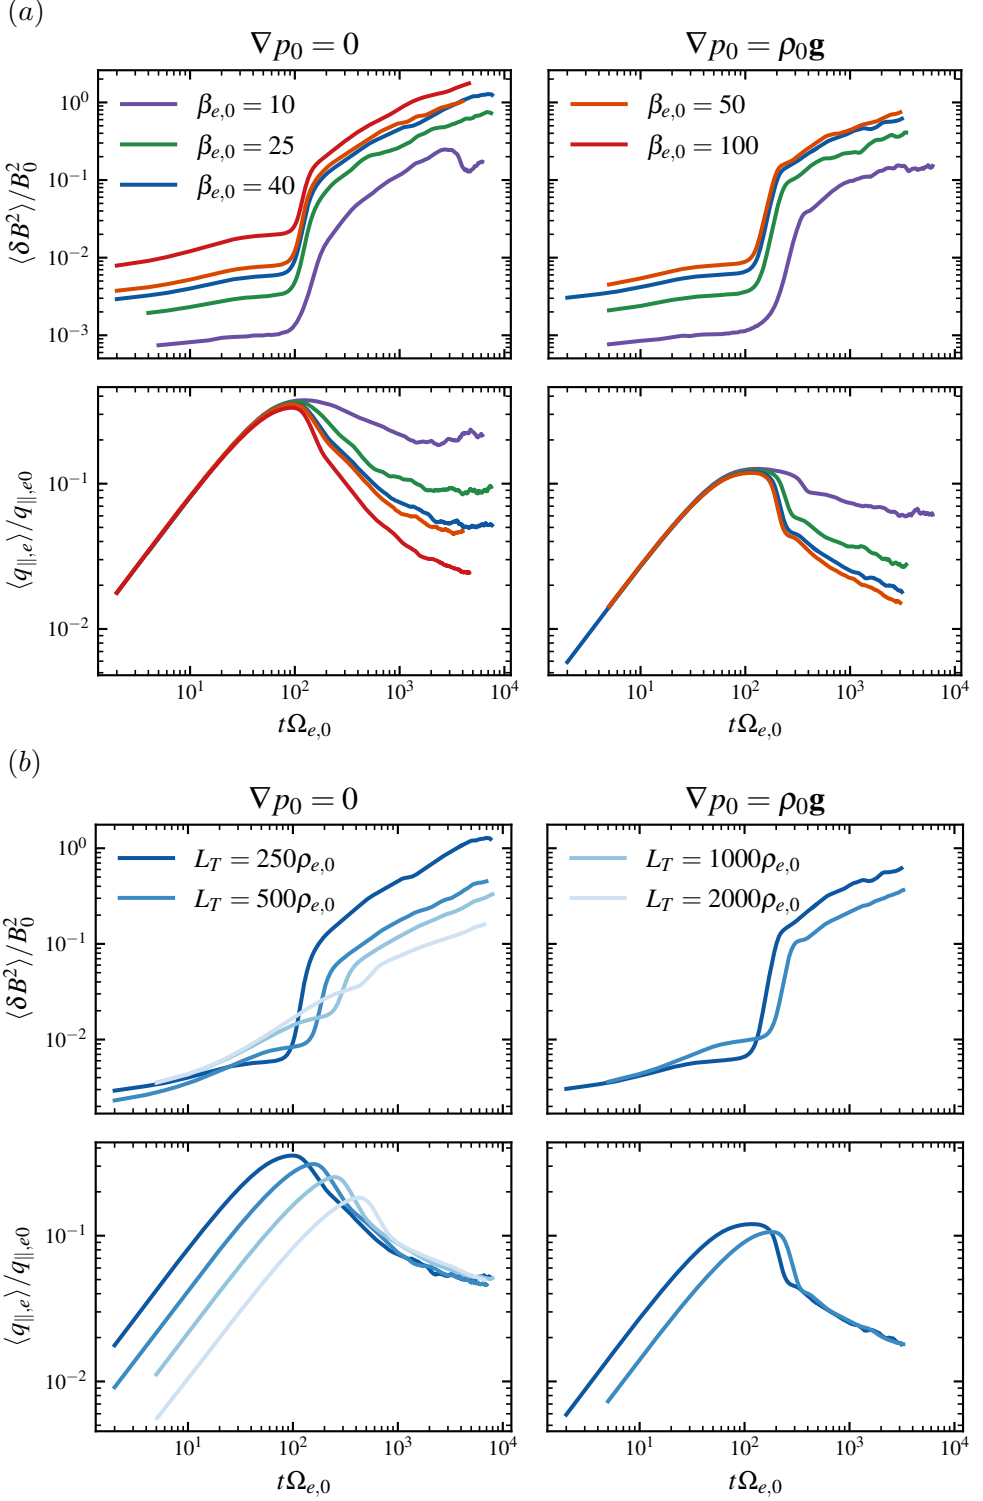 (a)
∇p₀ = 0
∇p₀ = ρ₀g
⟨δB²⟩/B₀²
10⁰
10⁻¹
10⁻²
10⁻³
β_{e,0} = 10
β_{e,0} = 25
β_{e,0} = 40
β_{e,0} = 50
β_{e,0} = 100
⟨q_{∥,e}⟩/q_{∥,e0}
10⁻¹
10⁻²
10¹ 10² 10³ 10⁴
10¹ 10² 10³ 10⁴
tΩ_{e,0}
tΩ_{e,0}
(b)
∇p₀ = 0
∇p₀ = ρ₀g
⟨δB²⟩/B₀²
10⁰
10⁻¹
10⁻²
L_T = 250ρ_{e,0}
L_T = 500ρ_{e,0}
L_T = 1000ρ_{e,0}
L_T = 2000ρ_{e,0}
⟨q_{∥,e}⟩/q_{∥,e0}
10⁻¹
10⁻²
10¹ 10² 10³ 10⁴
10¹ 10² 10³ 10⁴
tΩ_{e,0}
tΩ_{e,0}